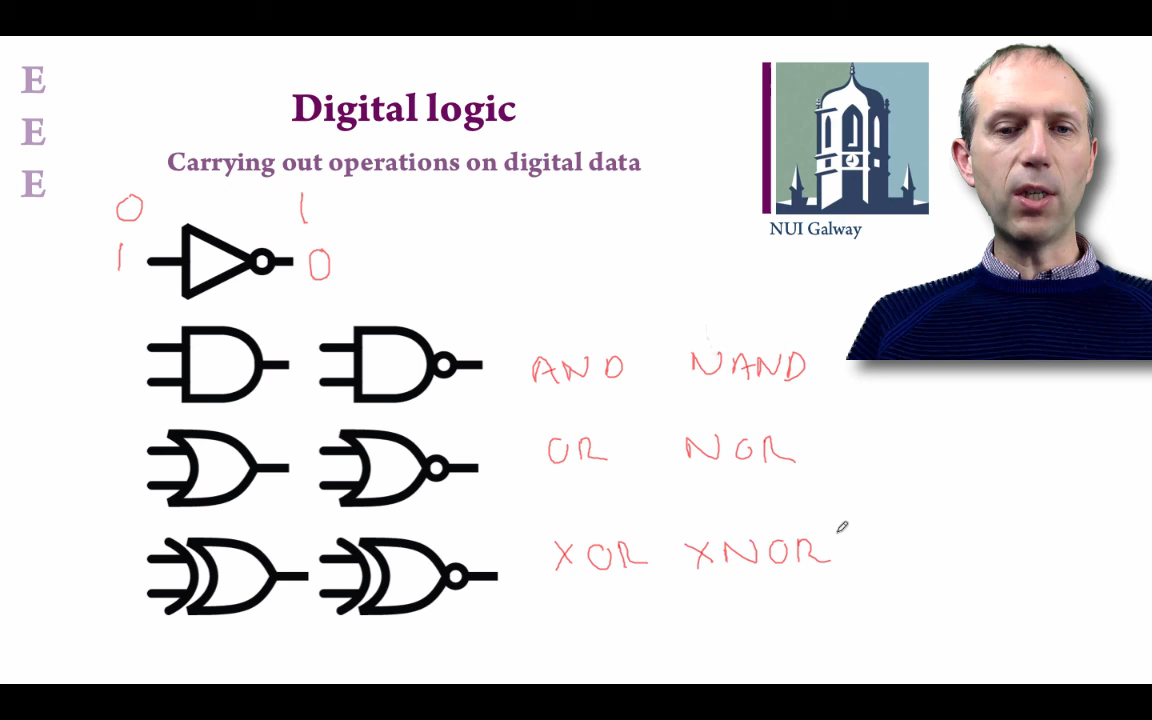 E
E
E
Digital logic
Carrying out operations on digital data
NUI Galway
0 1
1 0
AND NAND
OR NOR
XOR XNOR